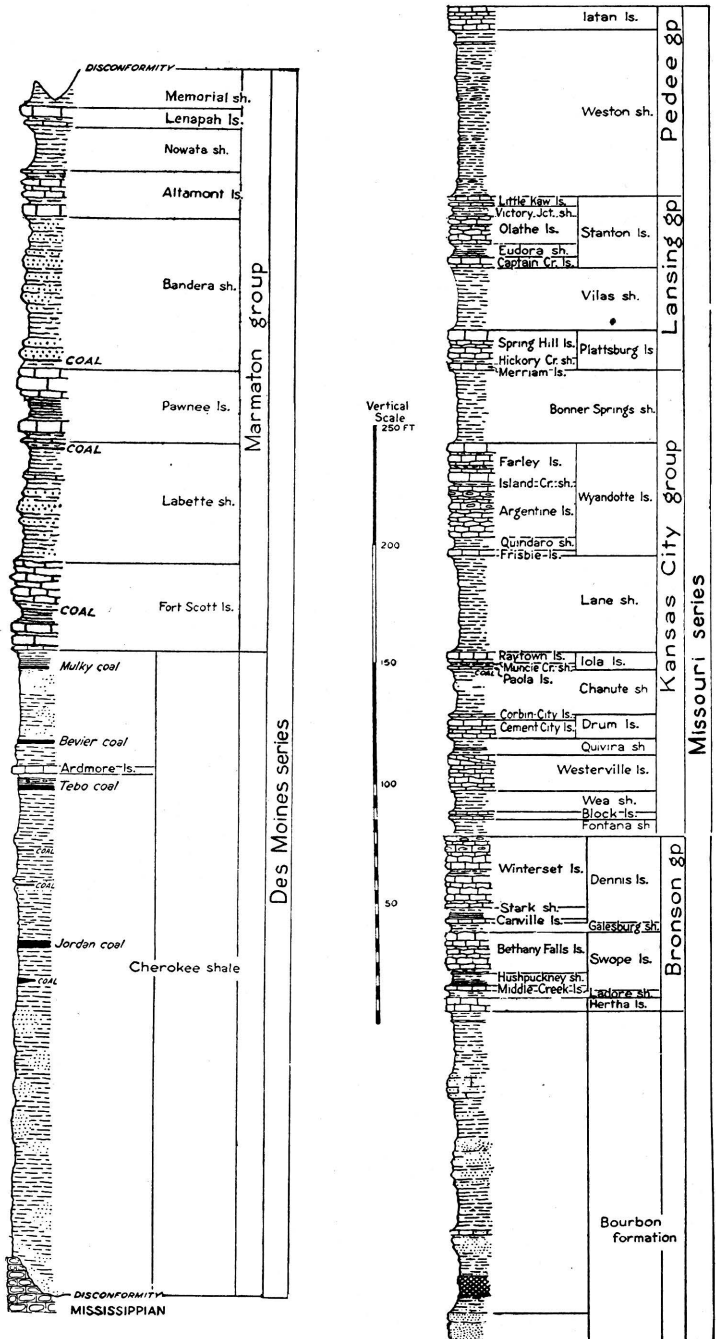 DISCONFORMITY
Memorial sh.
Lenapah ls.
Nowata sh.
Altamont ls.
Bandera sh.
COAL
Pawnee ls.
COAL
Labette sh.
COAL
Fort Scott ls.
Marmaton group
Mulky coal
Bevier coal
Ardmore ls.
Tebo coal
COAL
COAL
Jordan coal
COAL
Cherokee shale
Des Moines series
DISCONFORMITY
MISSISSIPPIAN
Vertical
Scale
250 FT
200
150
100
50
Iatan ls.
Weston sh.
Pedee gp
Little Kaw ls.
Victory Jct. sh.
Olathe ls.
Eudora sh.
Captain Cr. ls.
Stanton ls.
Vilas sh.
Lansing gp
Spring Hill ls.
Hickory Cr. sh.
Merriam ls.
Plattsburg ls
Bonner Springs sh.
Farley ls.
Island Cr. sh.
Argentine ls.
Quindaro sh.
Frisbie ls.
Wyandotte ls.
Lane sh.
Raytown ls.
Muncie Cr. sh.
COAL
Paola ls.
Iola ls.
Chanute sh
Corbin City ls.
Cement City ls.
Drum ls.
Quivira sh
Westerville ls.
Wea sh.
Block ls.
Fontana sh
Kansas City group
Winterset ls.
Stark sh.
Canville ls.
Dennis ls.
Galesburg sh.
Bethany Falls ls.
Hushpuckney sh.
Middle Creek ls
Swope ls.
Ladore sh.
Hertha ls.
Bronson gp
Bourbon
formation
Missouri series